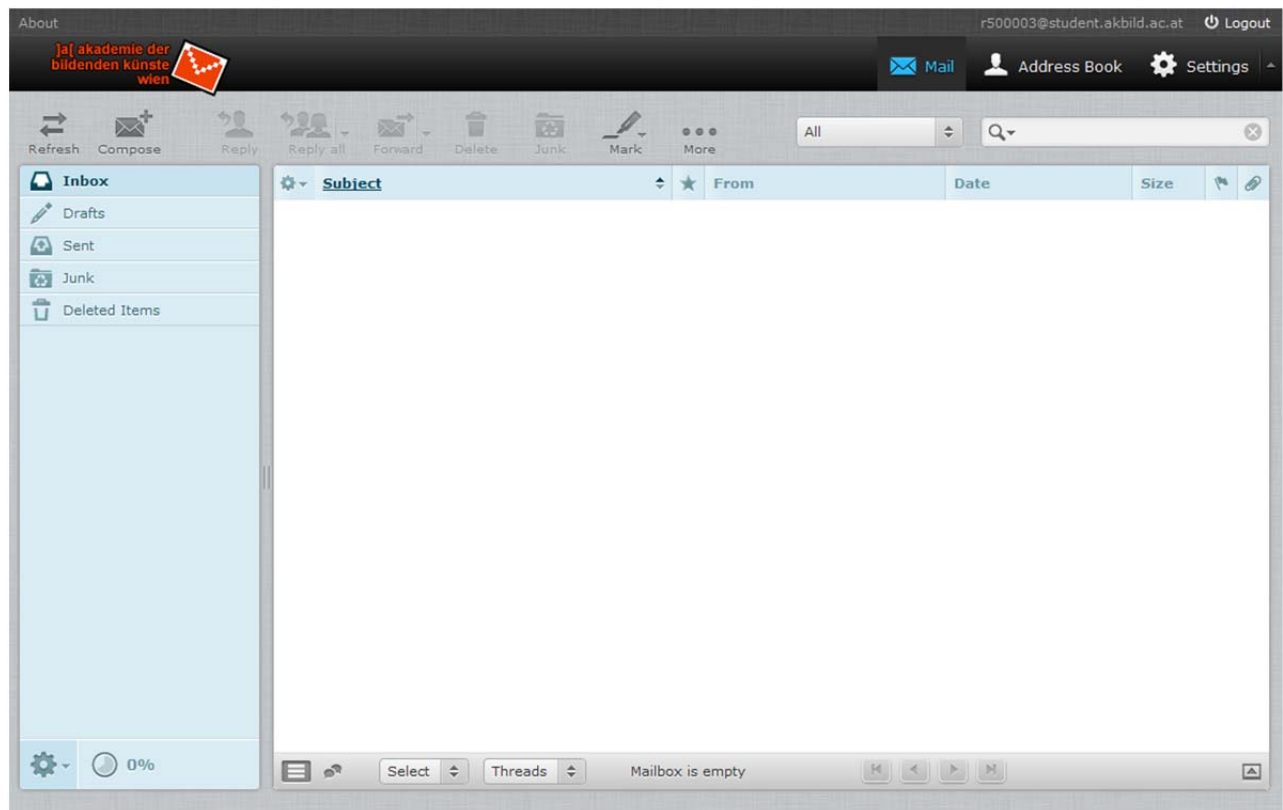 About r500003@student.akbild.ac.at Logout
]a[ akademie der
bildenden künste
wien
Mail Address Book Settings
Refresh Compose Reply Reply all Forward Delete Junk Mark More All
Inbox
Drafts
Sent
Junk
Deleted Items
Subject From Date Size
0% Select Threads Mailbox is empty